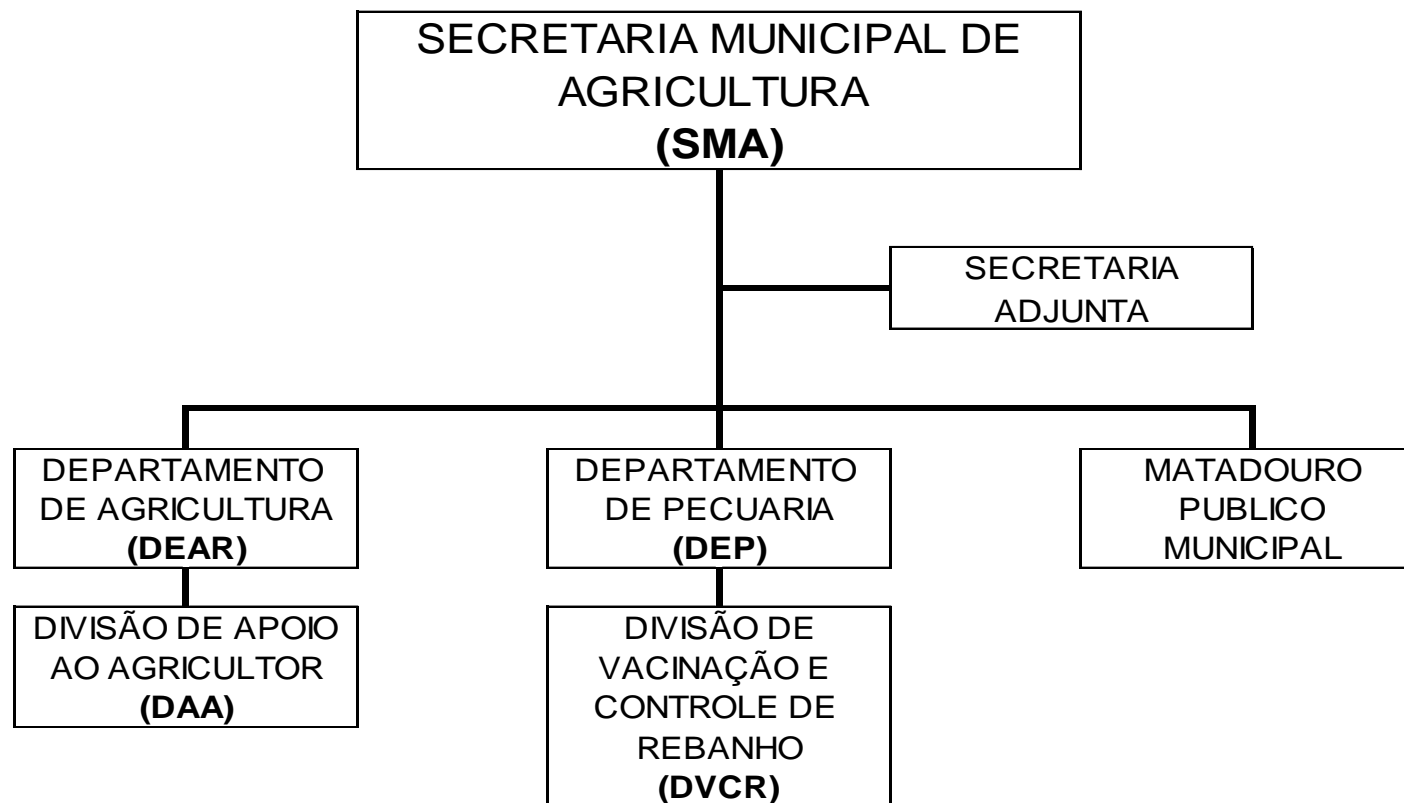 SECRETARIA MUNICIPAL DE
AGRICULTURA
(SMA)
SECRETARIA
ADJUNTA
DEPARTAMENTO
DE AGRICULTURA
(DEAR)
DEPARTAMENTO
DE PECUARIA
(DEP)
MATADOURO
PUBLICO
MUNICIPAL
DIVISÃO DE APOIO
AO AGRICULTOR
(DAA)
DIVISÃO DE
VACINAÇÃO E
CONTROLE DE
REBANHO
(DVCR)